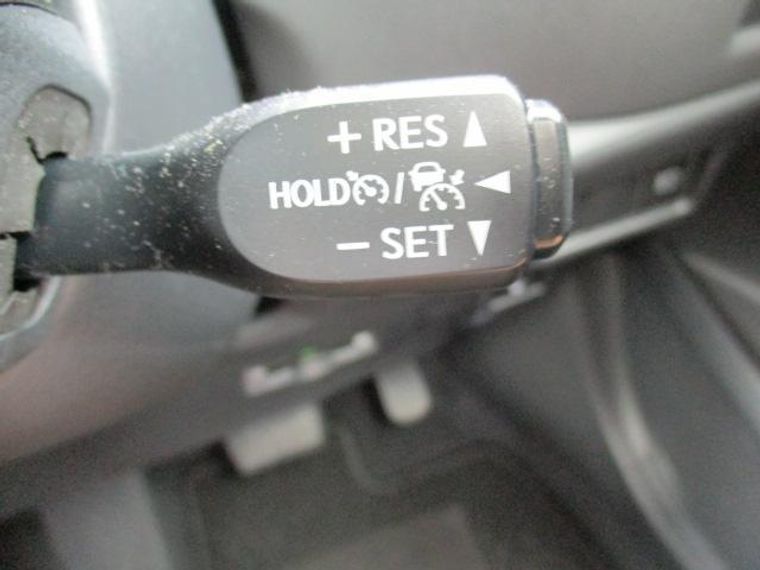 + RES ▲
HOLD / ◀
- SET ▼